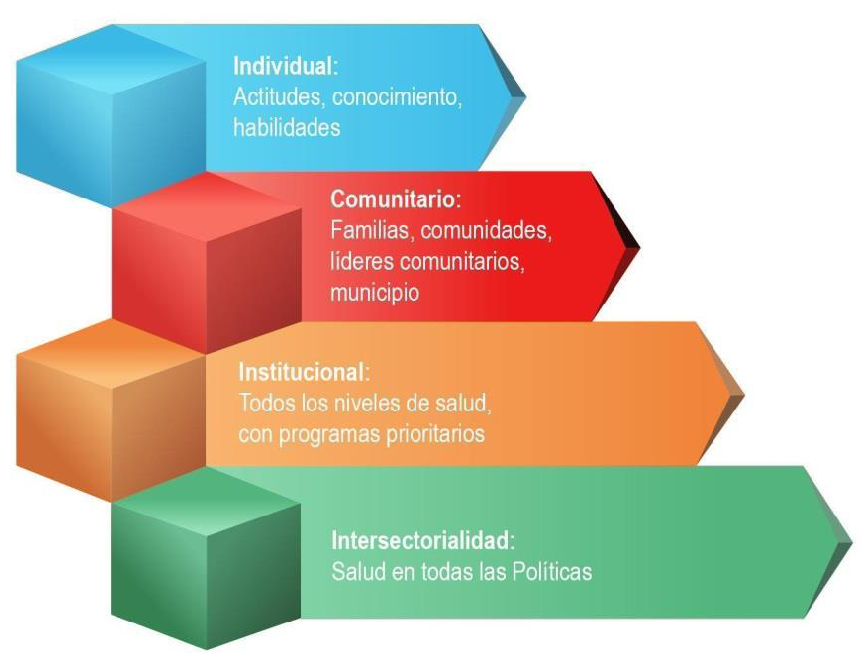 Individual:
Actitudes, conocimiento,
habilidades
Comunitario:
Familias, comunidades,
líderes comunitarios,
municipio
Institucional:
Todos los niveles de salud,
con programas prioritarios
Intersectorialidad:
Salud en todas las Políticas